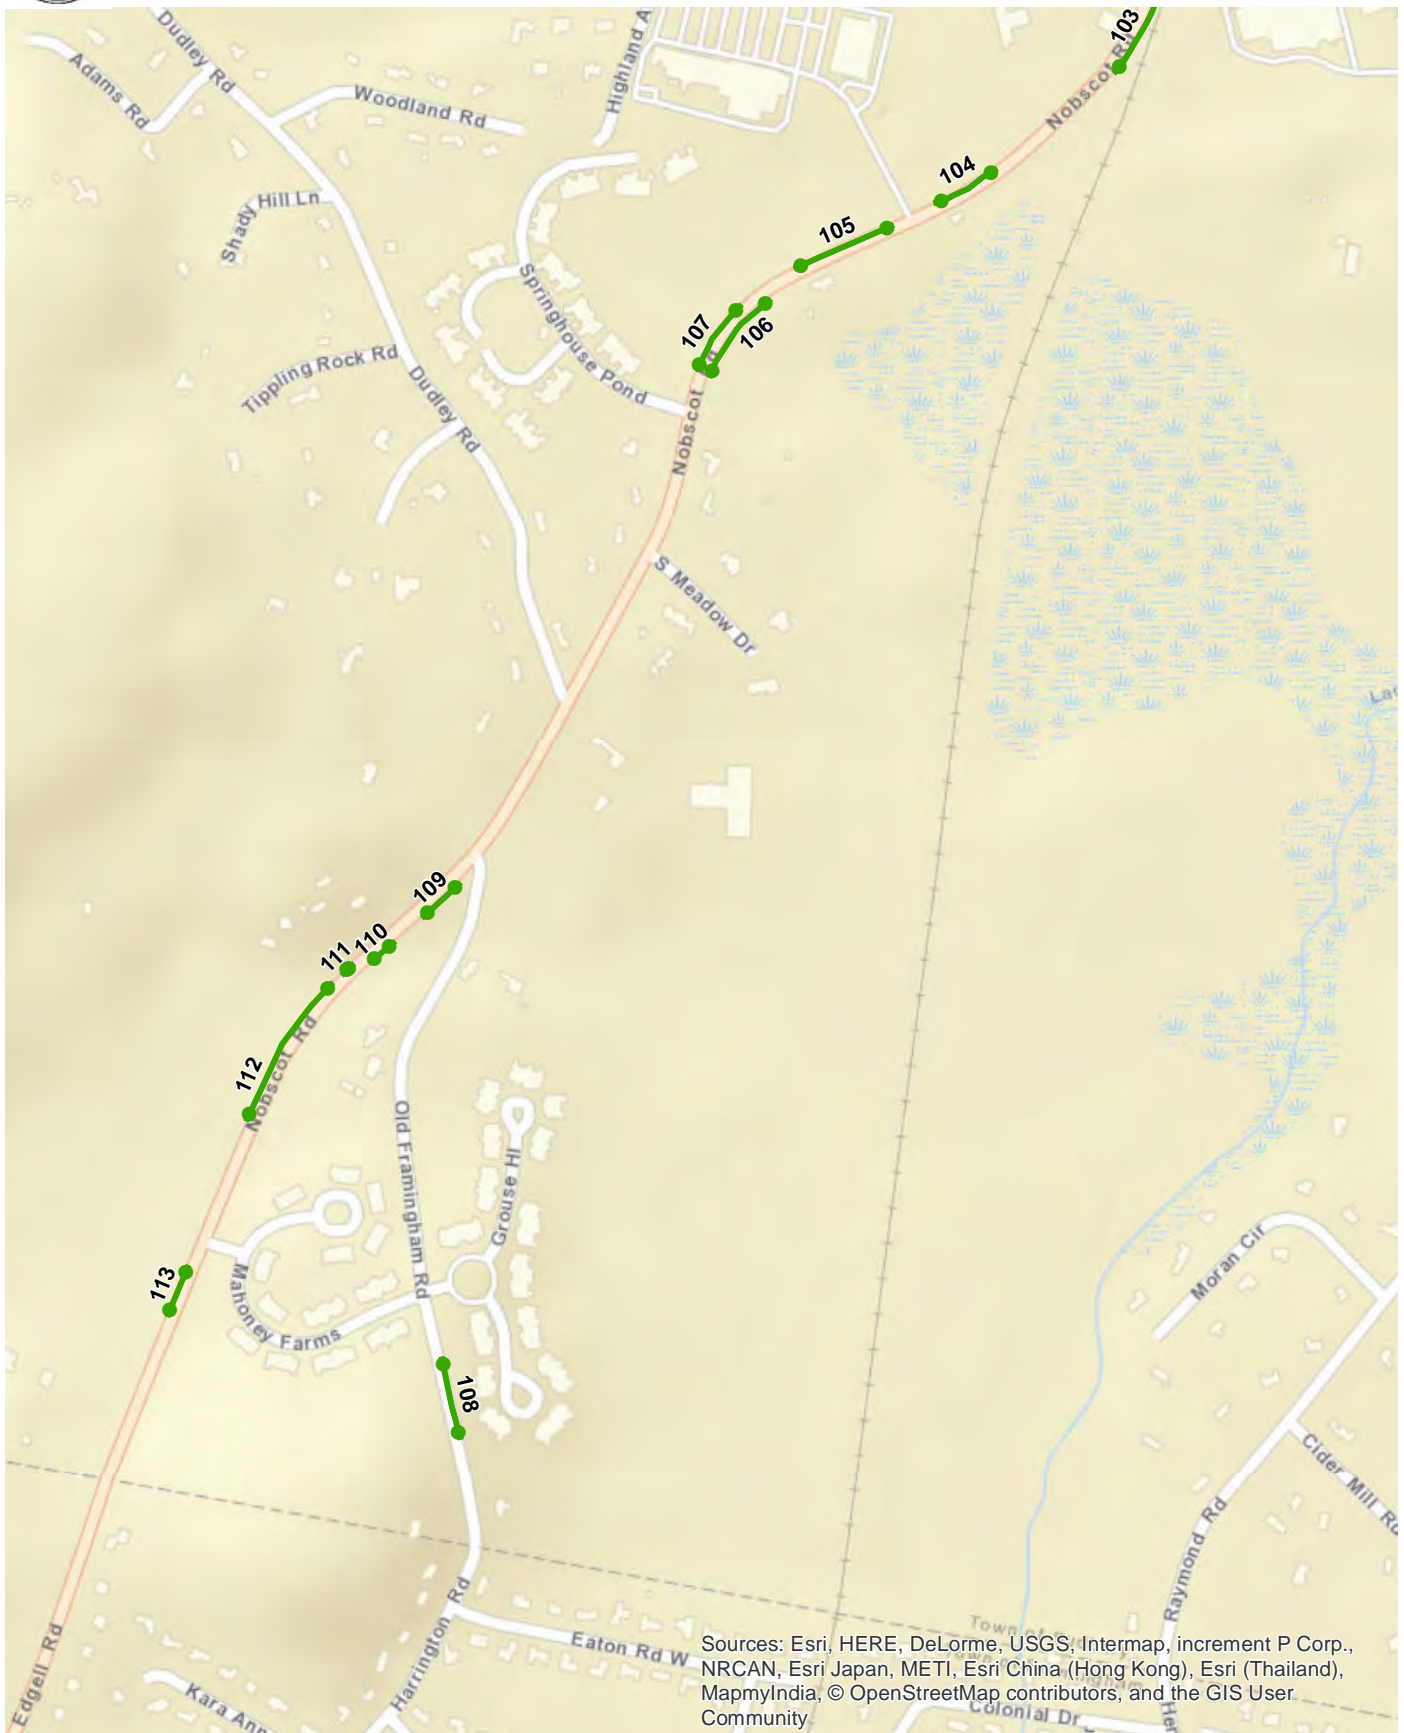 103
Nobscot Rd
Dudley Rd
Adams Rd
Woodland Rd
Highland A
104
Shady Hill Ln
105
Springhouse Pond
107
106
Tippling Rock Rd
Dudley Rd
Nobscot Rd
S Meadow Dr
109
111
110
112
Nobscot Rd
Old Framingham Rd
Grouse Hl
Moran Cir
113
Mahoney Farms
108
Cider Mill Rd
Raymond Rd
Edgell Rd
Harrington Rd
Eaton Rd W
Kara Ann
Colonial Dr
Her
Town of
Sources: Esri, HERE, DeLorme, USGS, Intermap, increment P Corp.,
NRCAN, Esri Japan, METI, Esri China (Hong Kong), Esri (Thailand),
MapmyIndia, © OpenStreetMap contributors, and the GIS User
Community